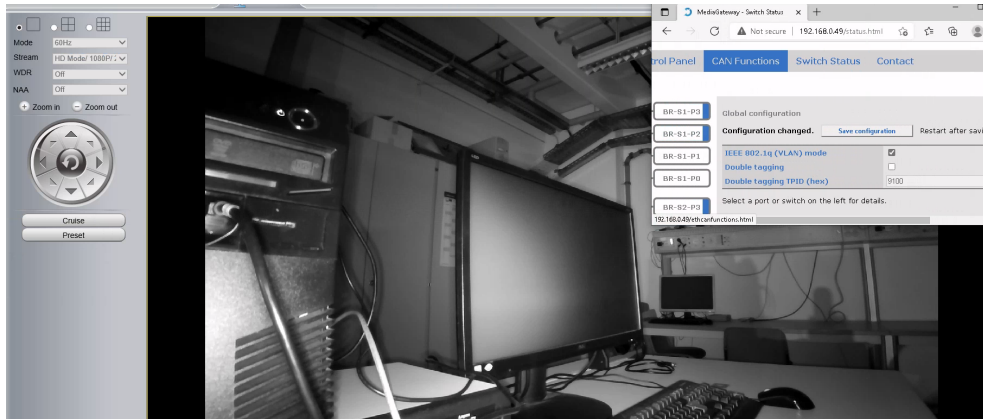 Mode 60Hz
Stream HD Mode/ 1080P/ 2
WDR Off
NAA Off
Zoom in Zoom out
Cruise
Preset
MediaGateway - Switch Status
Not secure | 192.168.0.49/status.html
trol Panel CAN Functions Switch Status Contact
BR-S1-P3
BR-S1-P2
BR-S1-P1
BR-S1-P0
BR-S2-P3
Global configuration
Configuration changed. Save configuration Restart after savi
IEEE 802.1q (VLAN) mode
Double tagging
Double tagging TPID (hex) 9100
Select a port or switch on the left for details.
192.168.0.49/ethcanfunctions.html